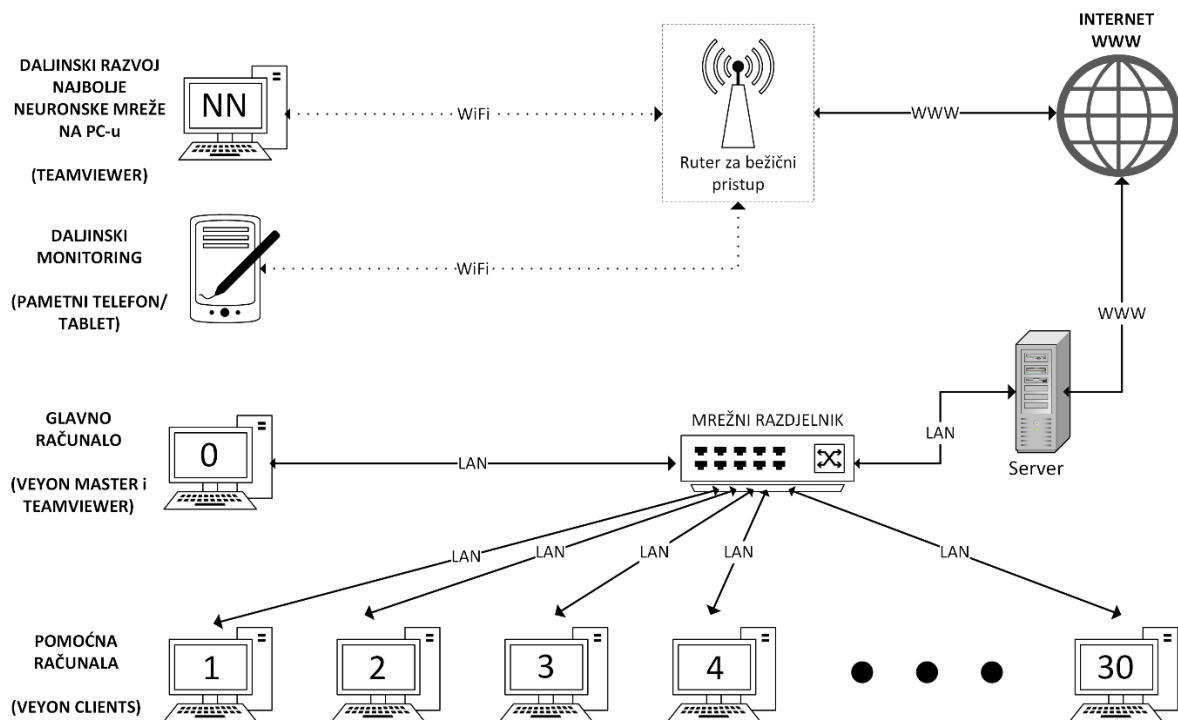 INTERNET
WWW
DALJINSKI RAZVOJ
NAJBOLJE
NEURONSKE MREŽE
NA PC-u
(TEAMVIEWER)
NN
WiFi
Ruter za bežični
pristup
WWW
DALJINSKI
MONITORING
(PAMETNI TELEFON/
TABLET)
WiFi
WWW
GLAVNO
RAČUNALO
(VEYON MASTER i
TEAMVIEWER)
0
LAN
MREŽNI RAZDJELNIK
LAN
Server
LAN
LAN
LAN
LAN
LAN
POMOĆNA
RAČUNALA
(VEYON CLIENTS)
1
2
3
4
30